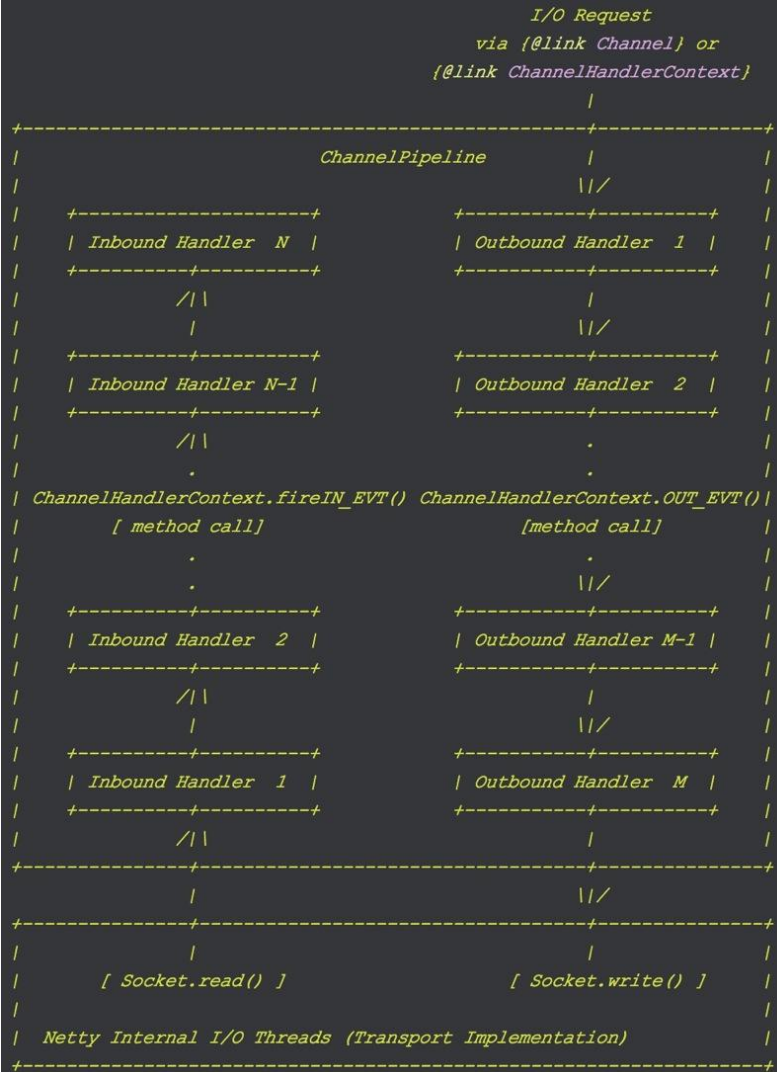 I/O Request
via {@link Channel} or
{@link ChannelHandlerContext}
|
+---------------------------------------------------+---------------+
|                           ChannelPipeline         |               |
|                                                  \|/              |
|    +---------------------+            +-----------+----------+    |
|    | Inbound Handler  N  |            | Outbound Handler  1  |    |
|    +----------+----------+            +-----------+----------+    |
|              /|\                                  |               |
|               |                                  \|/              |
|    +----------+----------+            +-----------+----------+    |
|    | Inbound Handler N-1 |            | Outbound Handler  2  |    |
|    +----------+----------+            +-----------+----------+    |
|              /|\                                  .               |
|               .                                   .               |
| ChannelHandlerContext.fireIN_EVT() ChannelHandlerContext.OUT_EVT()|
|        [ method call]                       [method call]         |
|               .                                   .               |
|               .                                  \|/              |
|    +----------+----------+            +-----------+----------+    |
|    | Inbound Handler  2  |            | Outbound Handler M-1 |    |
|    +----------+----------+            +-----------+----------+    |
|              /|\                                  |               |
|               |                                  \|/              |
|    +----------+----------+            +-----------+----------+    |
|    | Inbound Handler  1  |            | Outbound Handler  M  |    |
|    +----------+----------+            +-----------+----------+    |
|              /|\                                  |               |
+---------------+-----------------------------------+---------------+
                |                                  \|/
+---------------+-----------------------------------+---------------+
|               |                                   |               |
|       [ Socket.read() ]                    [ Socket.write() ]     |
|                                                                   |
|  Netty Internal I/O Threads (Transport Implementation)            |
+-------------------------------------------------------------------+